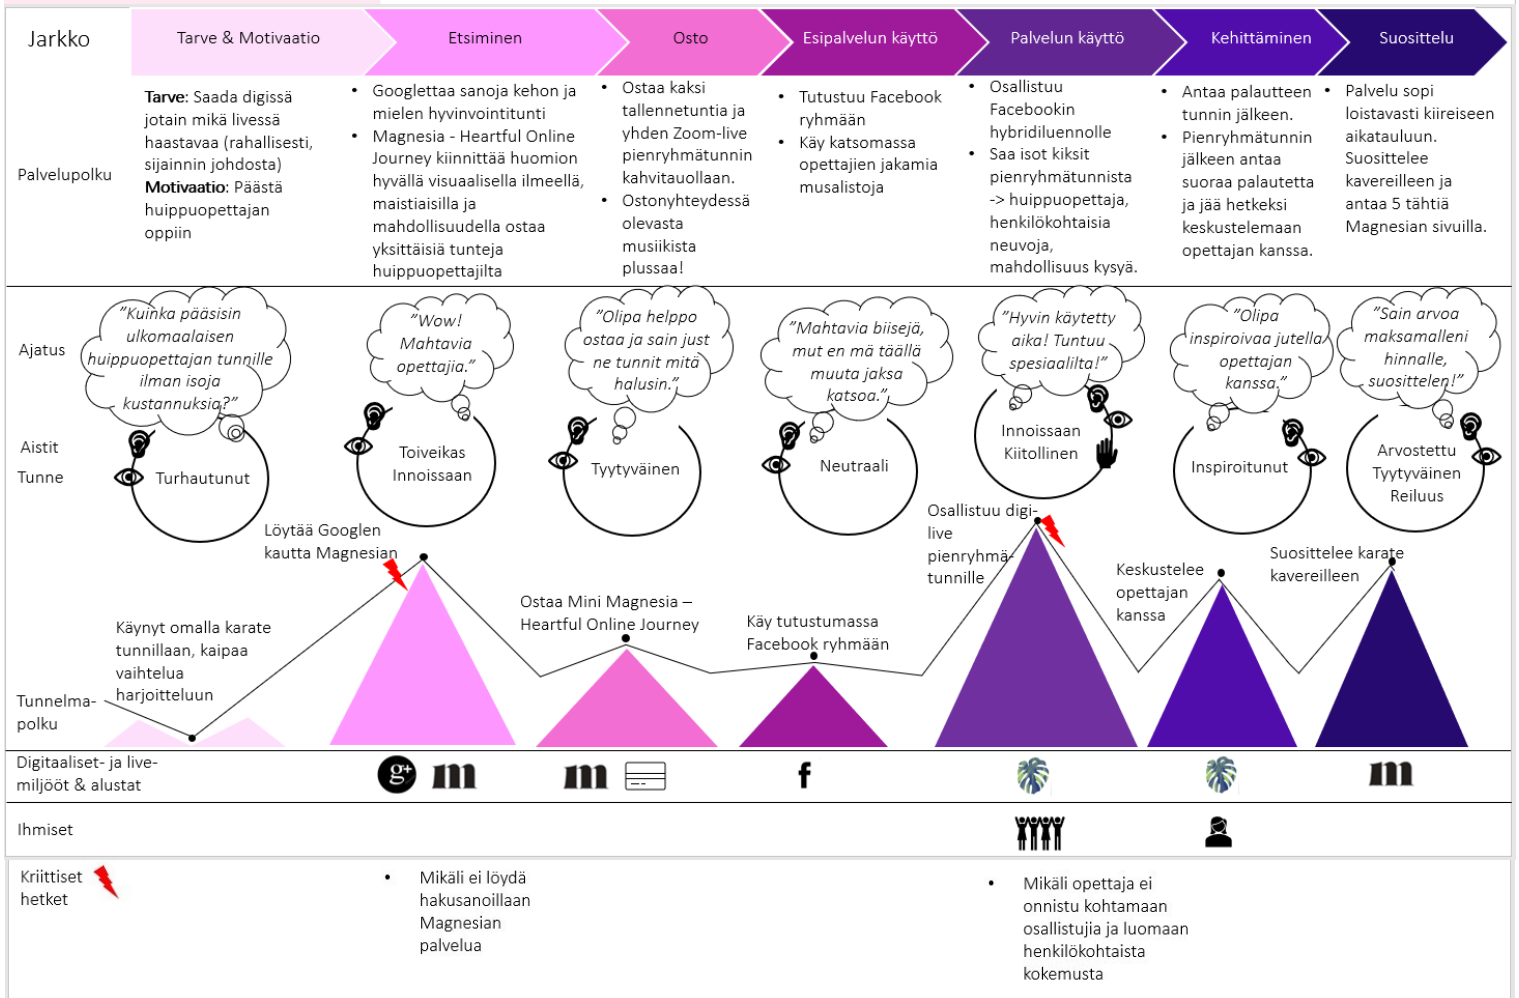 Jarkko
Tarve & Motivaatio
Etsiminen
Osto
Esipalvelun käyttö
Palvelun käyttö
Kehittäminen
Suosittelu
Palvelupolku
Tarve: Saada digissä
jotain mikä livessä
haastavaa (rahallisesti,
sijainnin johdosta)
Motivaatio: Päästä
huippuopettajan
oppiin
• Googlettaa sanoja kehon ja
mielen hyvinvointitunti
• Magnesia - Heartful Online
Journey kiinnittää huomion
hyvällä visuaalisella ilmeellä,
maistiaisilla ja
mahdollisuudella ostaa
yksittäisiä tunteja
huippuopettajilta
• Ostaa kaksi
tallennetuntia ja
yhden Zoom-live
pienryhmätunnin
kahvitauollaan.
• Ostonyhteydessä
olevasta
musiikista
plussaa!
• Tutustuu Facebook
ryhmään
• Käy katsomassa
opettajien jakamia
musalistoja
• Osallistuu
Facebookin
hybridiluennolle
• Saa isot kiksit
pienryhmätunnista
-> huippuopettaja,
henkilökohtaisia
neuvoja,
mahdollisuus kysyä.
• Antaa palautteen
tunnin jälkeen.
• Pienryhmätunnin
jälkeen antaa
suoraa palautetta
ja jää hetkeksi
keskustelemaan
opettajan kanssa.
• Palvelu sopi
loistavasti kiireiseen
aikatauluun.
Suosittelee
kavereilleen ja
antaa 5 tähtiä
Magnesian sivuilla.
Ajatus
”Kuinka pääsisin
ulkomaalaisen
huippuopettajan tunnille
ilman isoja
kustannuksia?”
”Wow!
Mahtavia
opettajia.”
”Olipa helppo
ostaa ja sain just
ne tunnit mitä
halusin.”
”Mahtavia biisejä,
mut en mä täällä
muuta jaksa
katsoa.”
”Hyvin käytetty
aika! Tuntuu
spesiaalilta!”
”Olipa
inspiroivaa jutella
opettajan
kanssa.”
”Sain arvoa
maksamalleni
hinnalle,
suosittelen!”
Aistit
Tunne
Turhautunut
Toiveikas
Innoissaan
Tyytyväinen
Neutraali
Innoissaan
Kiitollinen
Inspiroitunut
Arvostettu
Tyytyväinen
Reiluus
Tunnelma-
polku
Käynyt omalla karate
tunnillaan, kaipaa
vaihtelua
harjoitteluun
Löytää Googlen
kautta Magnesian
Ostaa Mini Magnesia –
Heartful Online Journey
Käy tutustumassa
Facebook ryhmään
Osallistuu digi-
live
pienryhmä-
tunnille
Keskustelee
opettajan
kanssa
Suosittelee karate
kavereilleen
Digitaaliset- ja live-
miljööt & alustat
g+
m
m
f
m
Ihmiset
Kriittiset
hetket
• Mikäli ei löydä
hakusanoillaan
Magnesian
palvelua
• Mikäli opettaja ei
onnistu kohtamaan
osallistujia ja luomaan
henkilökohtaista
kokemusta